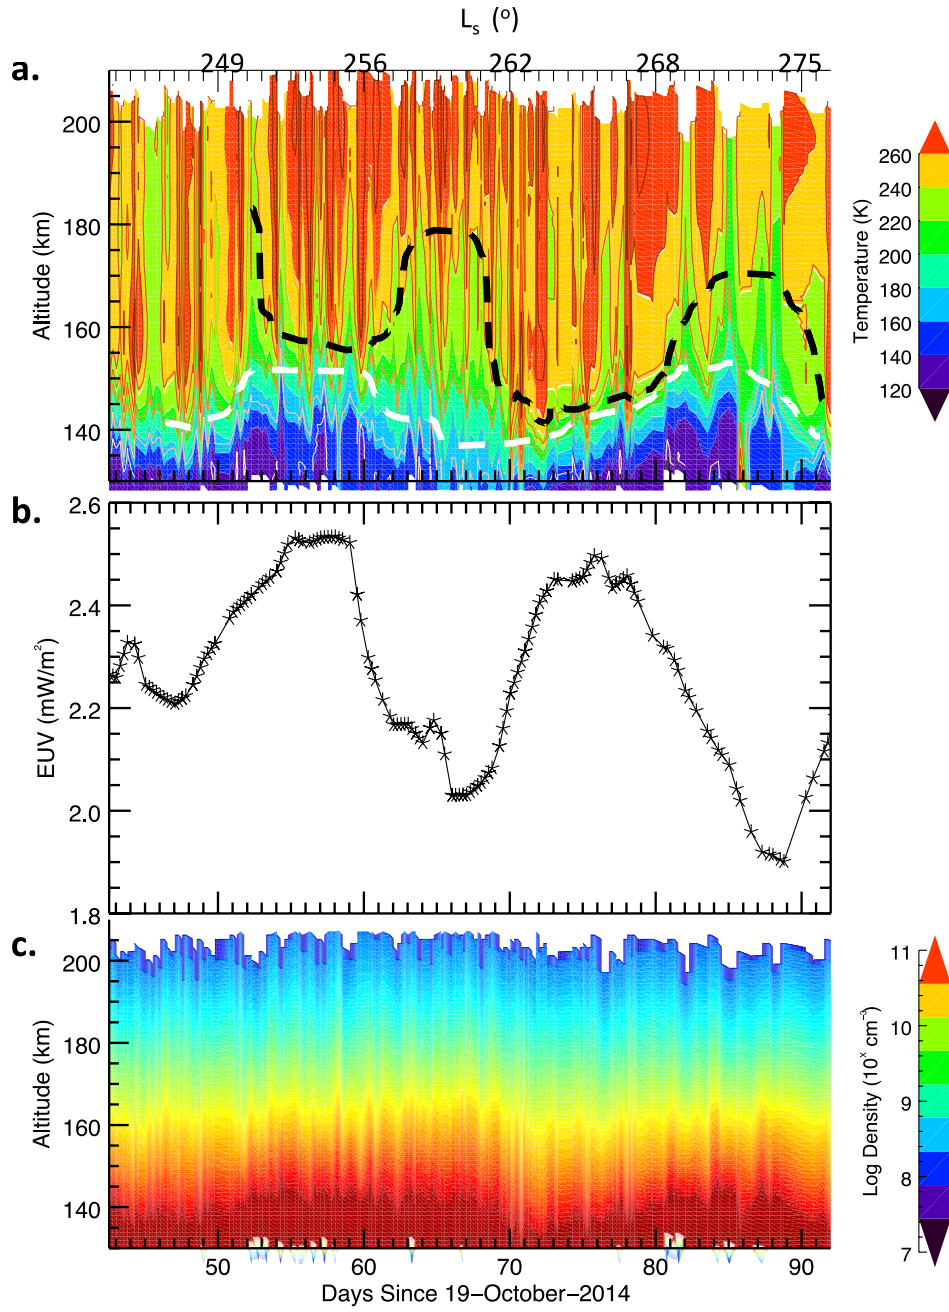 Ls (°)
a.
249 256 262 268 275
200
180
160
140
Altitude (km)
260
240
220
200
180
160
140
120
Temperature (K)
b.
2.6
2.4
2.2
2.0
1.8
EUV (mW/m²)
c.
200
180
160
140
Altitude (km)
11
10
9
8
7
Log Density (10ˣ cm⁻³)
50 60 70 80 90
Days Since 19–October–2014